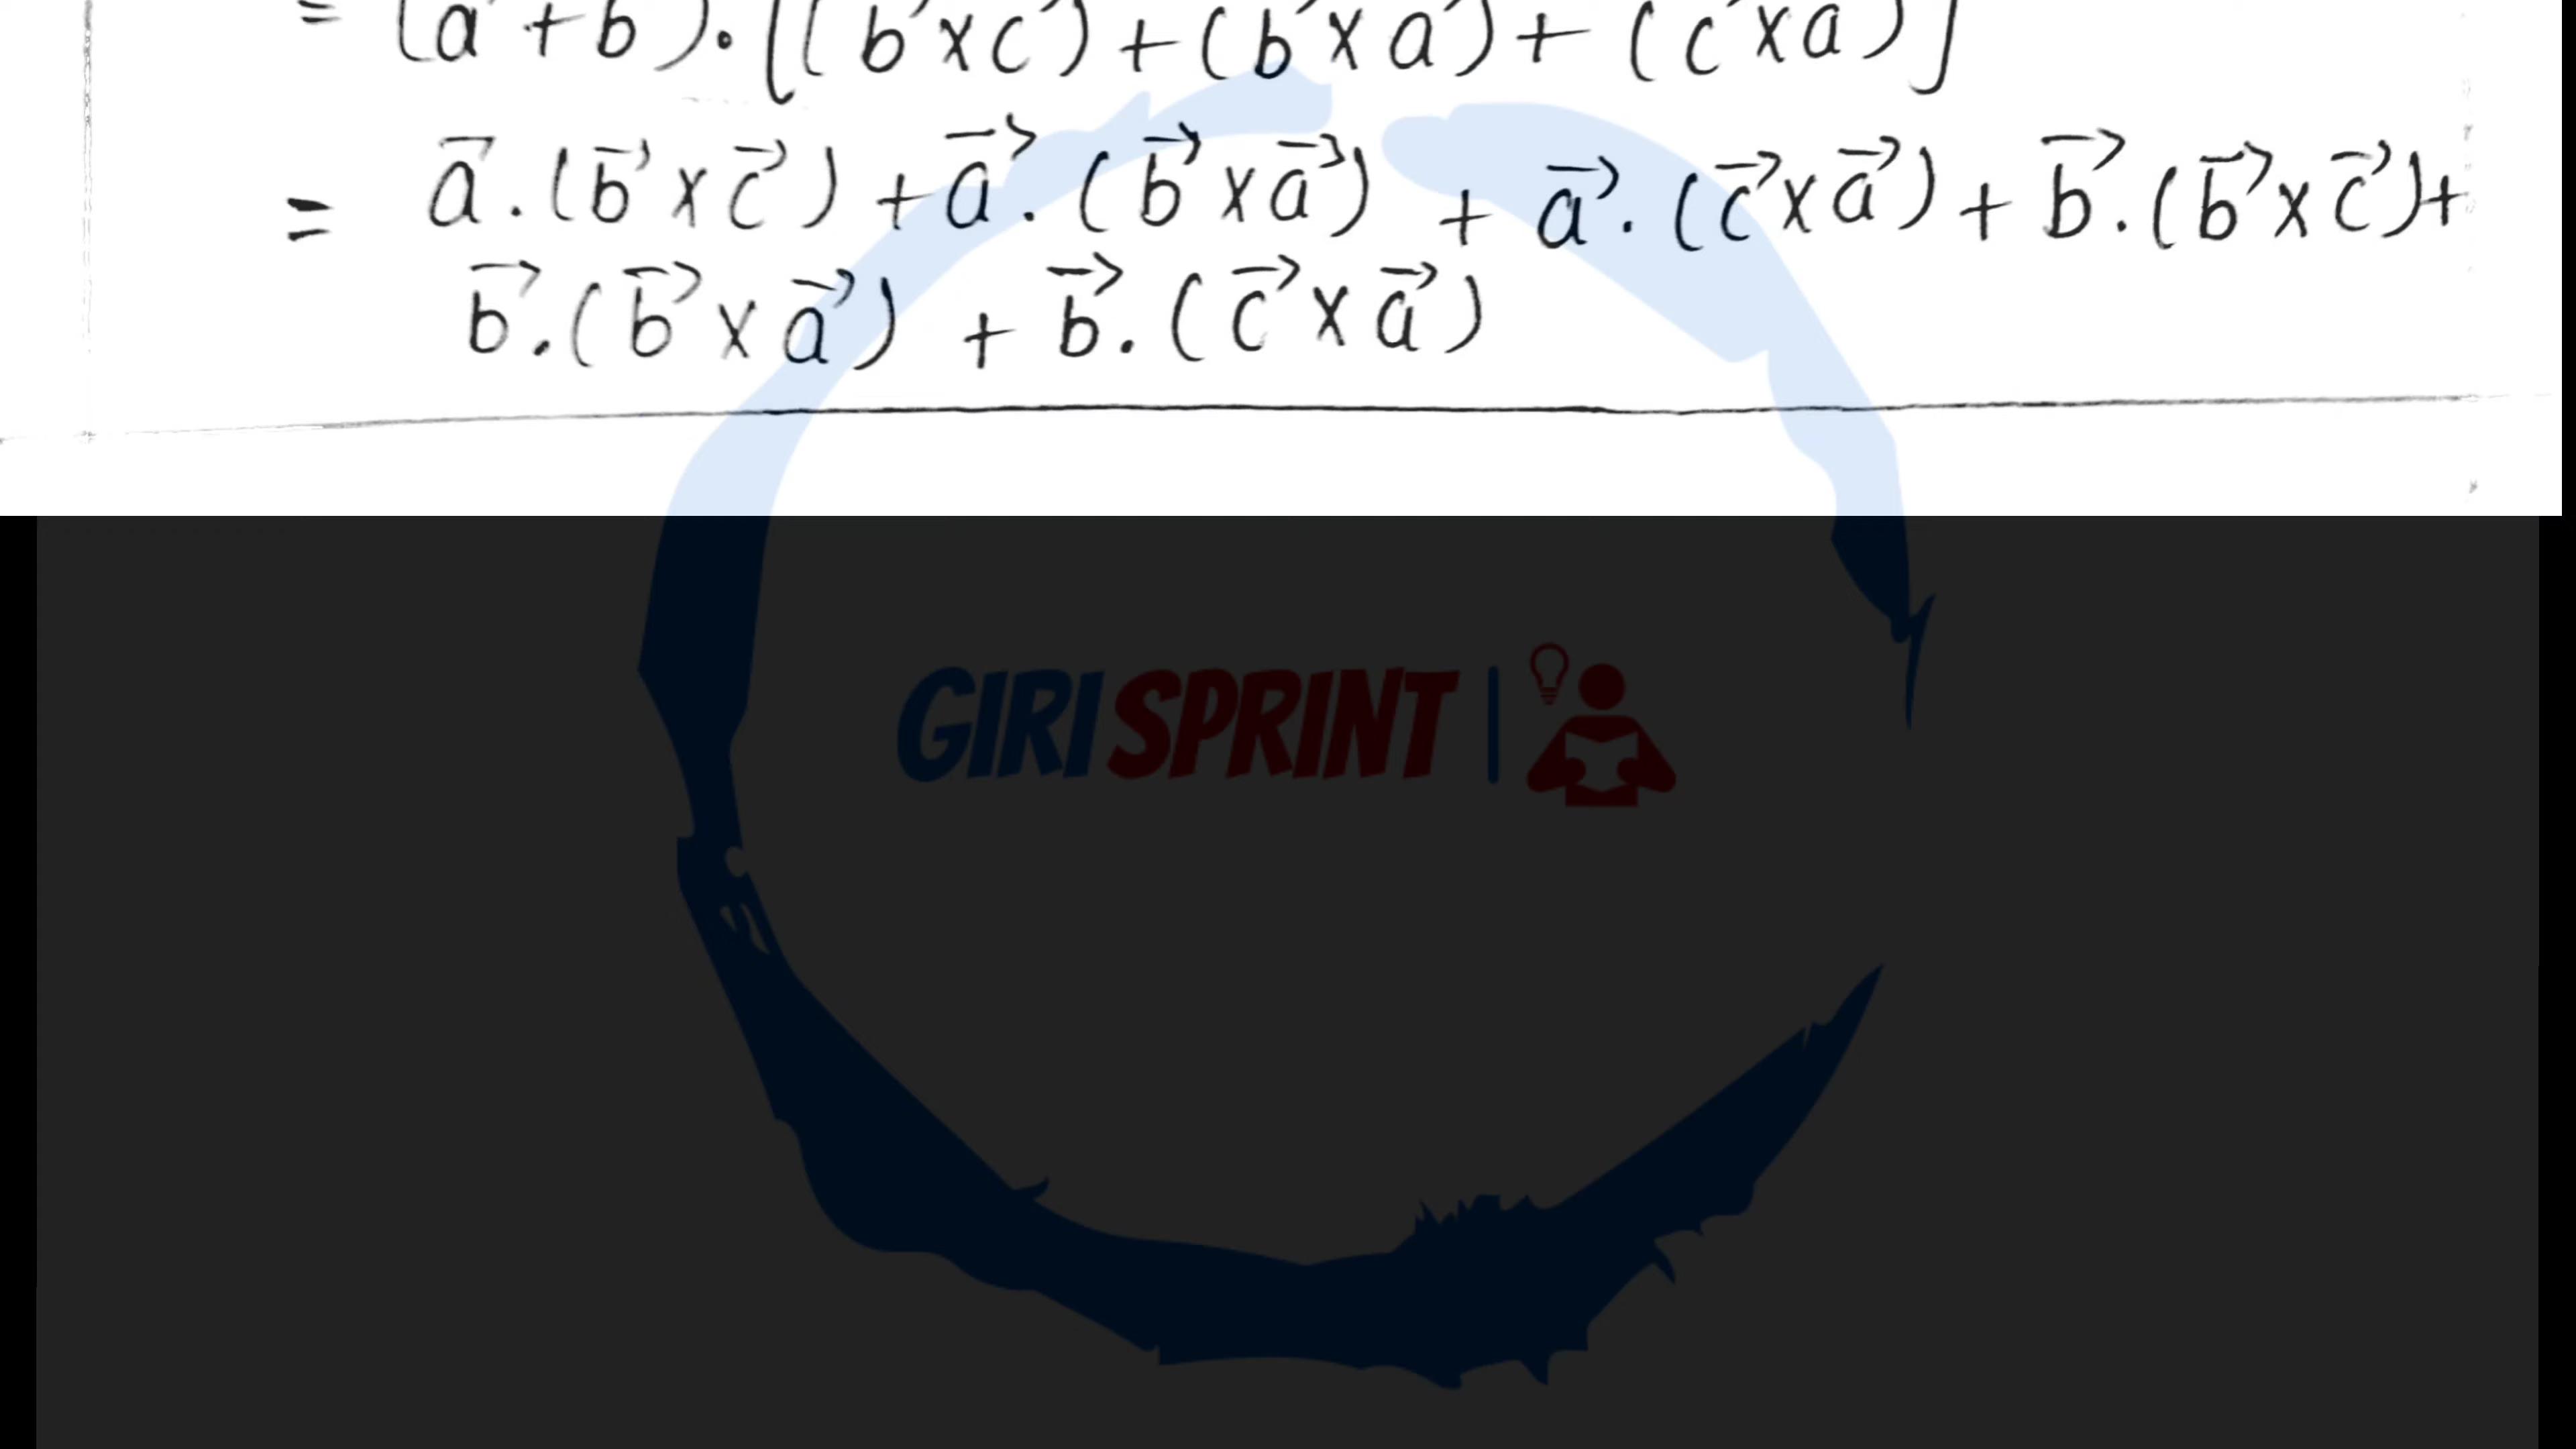 = (a⃗ + b⃗).[(b⃗ × c⃗) + (b⃗ × a⃗) + (c⃗ × a⃗)]
= a⃗.(b⃗ × c⃗) + a⃗.(b⃗ × a⃗) + a⃗.(c⃗ × a⃗) + b⃗.(b⃗ × c⃗) +
b⃗.(b⃗ × a⃗) + b⃗.(c⃗ × a⃗)
GIRI SPRINT